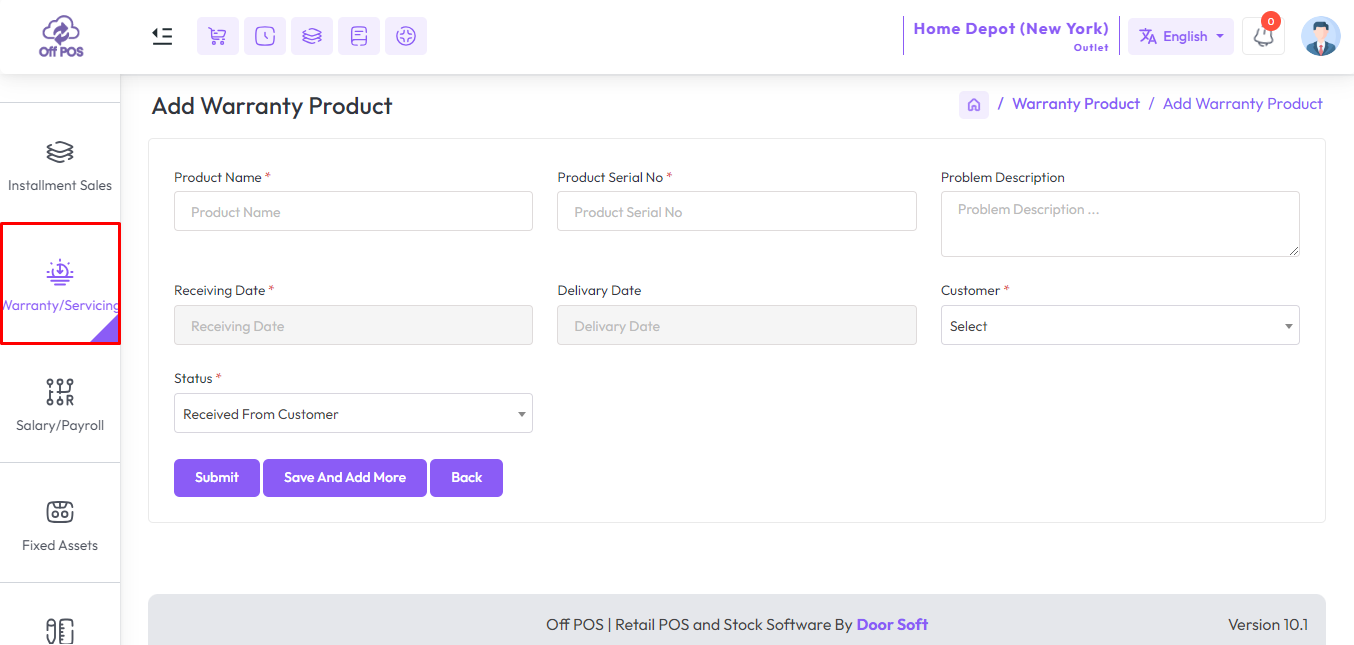 Off POS
Home Depot (New York)
Outlet
English
0
Installment Sales
Warranty/Servicing
Salary/Payroll
Fixed Assets
Add Warranty Product
/ Warranty Product / Add Warranty Product
Product Name *
Product Name
Product Serial No *
Product Serial No
Problem Description
Problem Description ...
Receiving Date *
Receiving Date
Delivary Date
Delivary Date
Customer *
Select
Status *
Received From Customer
Submit
Save And Add More
Back
Off POS | Retail POS and Stock Software By Door Soft
Version 10.1